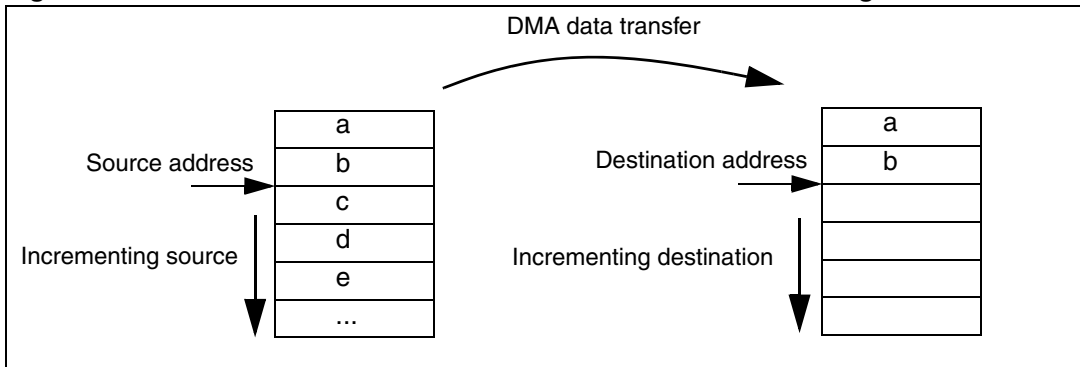 DMA data transfer
a
Source address
b
c
Incrementing source
d
e
...
a
Destination address
b
Incrementing destination